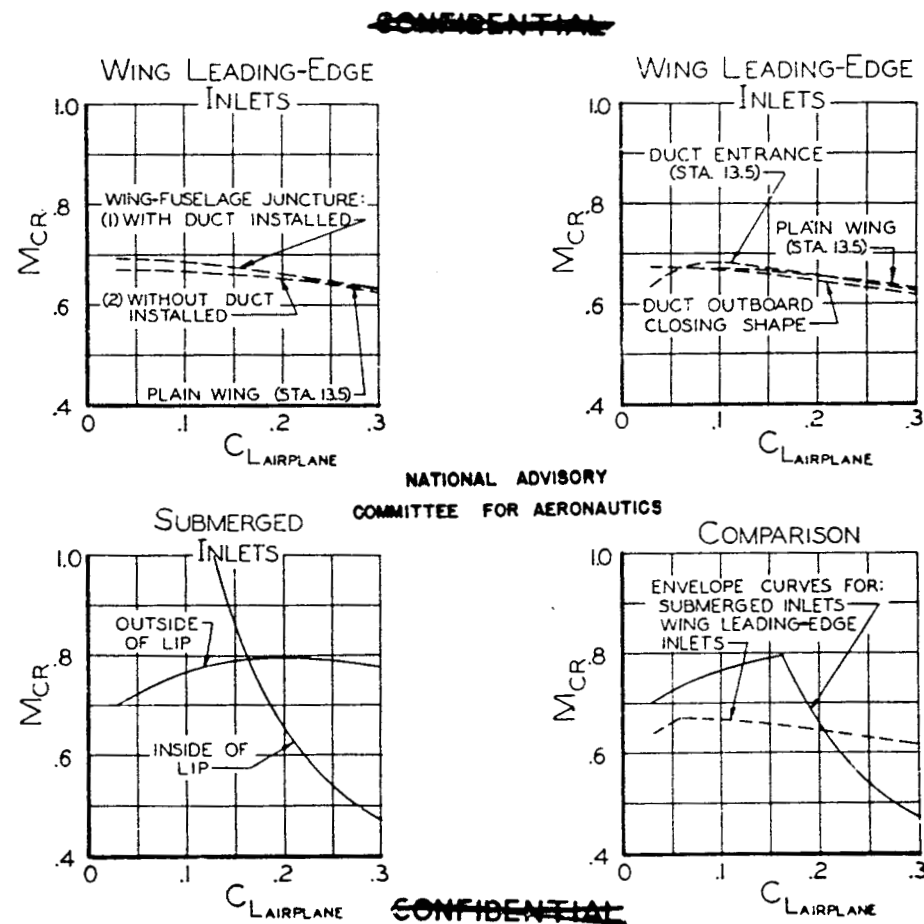 CONFIDENTIAL
WING LEADING-EDGE
INLETS
1.0
.8
.6
.4
MCR.
WING-FUSELAGE JUNCTURE:
(1) WITH DUCT INSTALLED
(2) WITHOUT DUCT
INSTALLED
PLAIN WING (STA. 13.5)
0
.1
.2
.3
CLAIRPLANE
WING LEADING-EDGE
INLETS
1.0
.8
.6
.4
MCR.
DUCT ENTRANCE
(STA. 13.5)
PLAIN WING
(STA. 13.5)
DUCT OUTBOARD
CLOSING SHAPE
0
.1
.2
.3
CLAIRPLANE
NATIONAL ADVISORY
COMMITTEE FOR AERONAUTICS
SUBMERGED
INLETS
1.0
.8
.6
.4
MCR.
OUTSIDE
OF LIP
INSIDE OF
LIP
0
.1
.2
.3
CLAIRPLANE
COMPARISON
1.0
.8
.6
.4
MCR.
ENVELOPE CURVES FOR:
SUBMERGED INLETS
WING LEADING-EDGE
INLETS
0
.1
.2
.3
CLAIRPLANE
CONFIDENTIAL